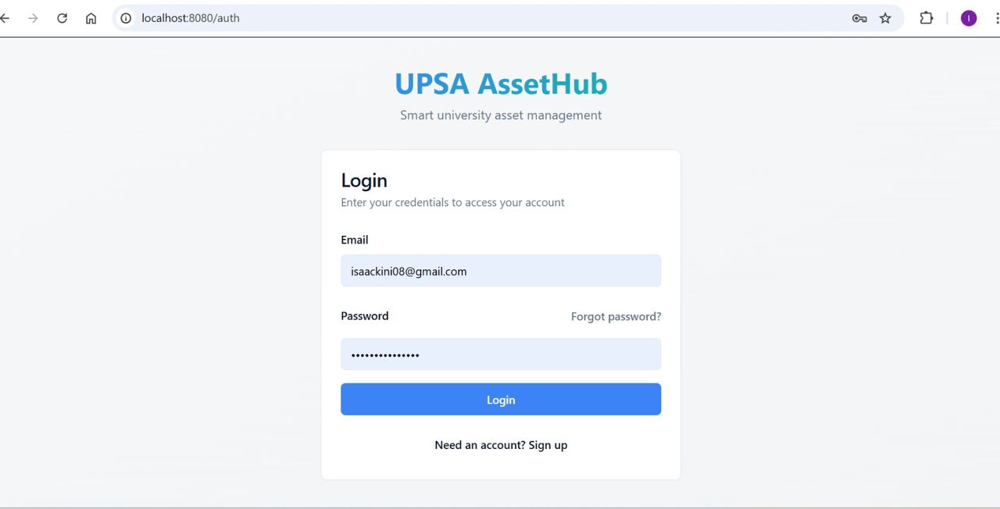 localhost:8080/auth
I
UPSA AssetHub
Smart university asset management
Login
Enter your credentials to access your account
Email
isaackini08@gmail.com
Password Forgot password?
•••••••••••••••
Login
Need an account? Sign up